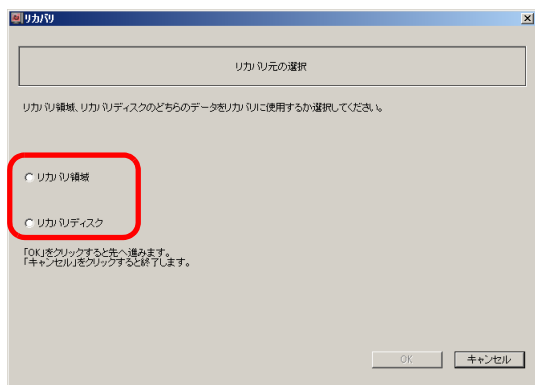 リカバリ
リカバリ元の選択
リカバリ領域、リカバリディスクのどちらのデータをリカバリに使用するか選択してください。
リカバリ領域
リカバリディスク
「OK」をクリックすると先へ進みます。
「キャンセル」をクリックすると終了します。
OK
キャンセル